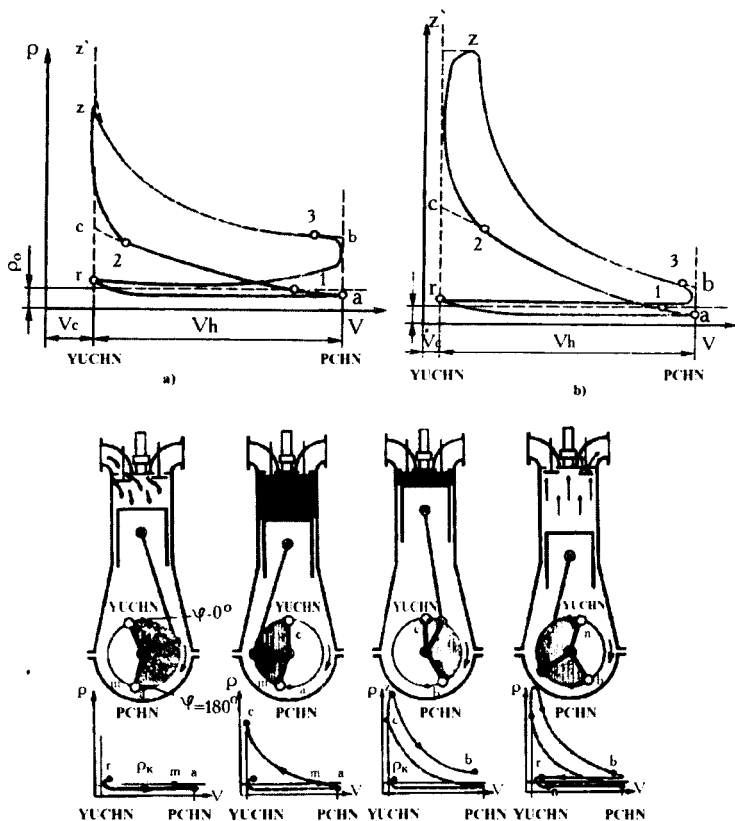 z`
ρ
z
3
c
b
2
ρ₀
r
1
a
Vc
Vh
V
YUCHN
PCHN
a)
z`
z
c
2
3
r
1
b
a
Vc
Vh
V
YUCHN
PCHN
b)
YUCHN
φ-0°
m
φ=180°
PCHN
YUCHN
c
m
a
PCHN
YUCHN
c
b
PCHN
YUCHN
n
b
PCHN
ρ
r
ρк
m
a
V
YUCHN
PCHN
ρ
c
m
a
V
YUCHN
PCHN
ρ
z'
c
b
V
YUCHN
PCHN
ρ
b
r
V
YUCHN
PCHN